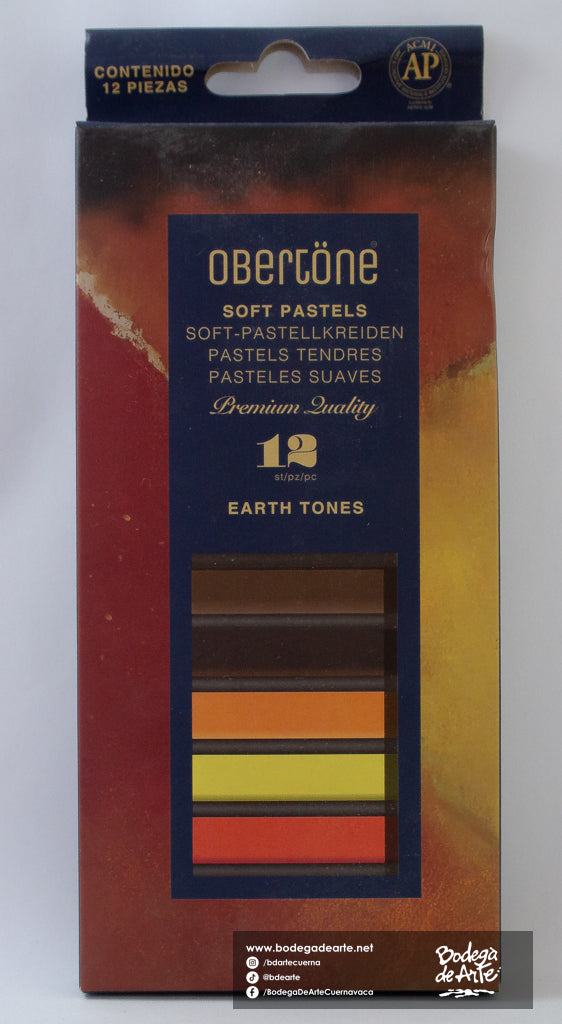 CONTENIDO
12 PIEZAS
ACMI
AP
OBERTÖNE®
SOFT PASTELS
SOFT-PASTELLKREIDEN
PASTELS TENDRES
PASTELES SUAVES
Premium Quality
12
st/pz/pc
EARTH TONES
www.bodegadearte.net
/bdartecuerna
@bdearte
/BodegaDeArteCuernavaca
Bodega
de Arte